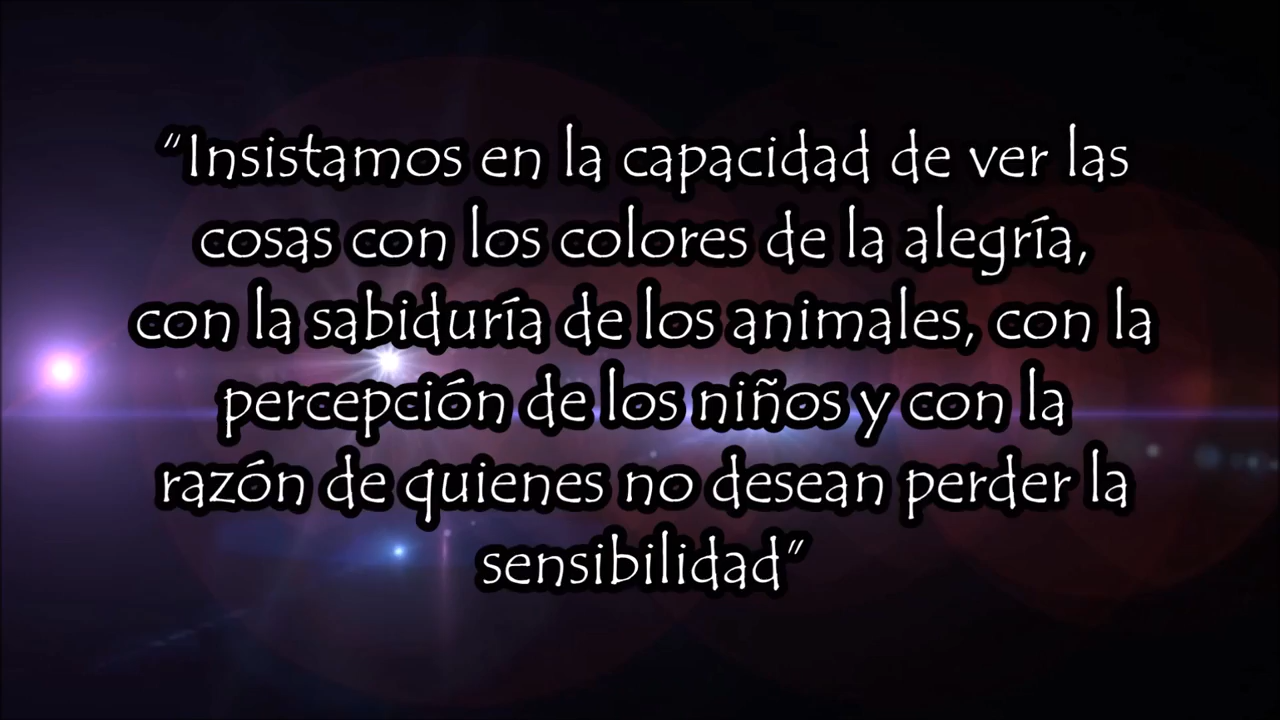 “Insistamos en la capacidad de ver las
cosas con los colores de la alegría,
con la sabiduría de los animales, con la
percepción de los niños y con la
razón de quienes no desean perder la
sensibilidad”